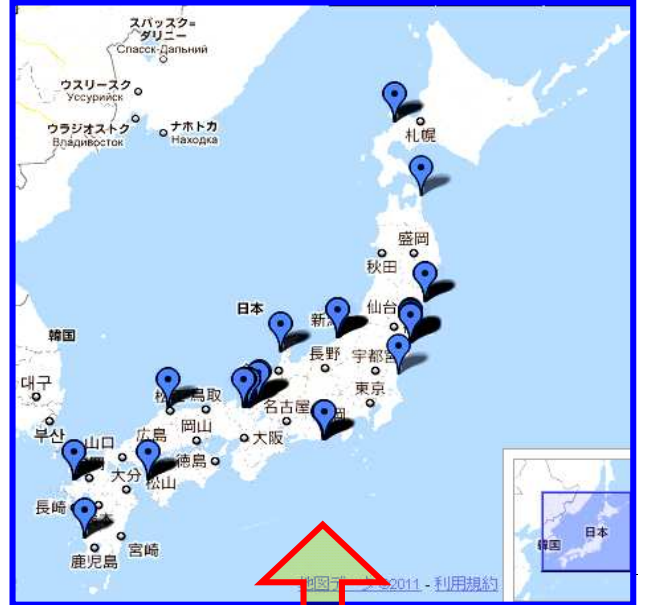 スパッスク=
ダリニー
Спасск-Дальний
ウスリースク
Уссурийск
ウラジオストク
Владивосток
ナホトカ
Находка
札幌
盛岡
秋田
日本
新
仙台
韓国
長野
宇都宮
대구
鳥取
東京
名古屋
岡
부산
山口
広島
岡山
大阪
徳島
大分
松山
長崎
本
宮崎
鹿児島
韓国
日本
©2011 - 利用規約